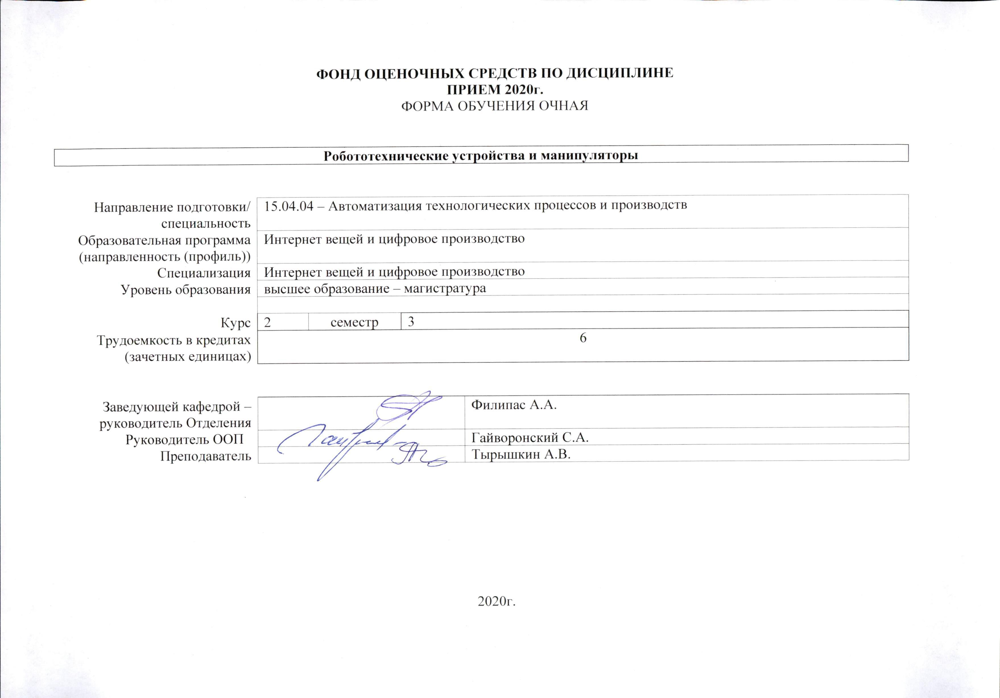 ФОНД ОЦЕНОЧНЫХ СРЕДСТВ ПО ДИСЦИПЛИНЕ
ПРИЕМ 2020г.
ФОРМА ОБУЧЕНИЯ ОЧНАЯ
Робототехнические устройства и манипуляторы
Направление подготовки/ 15.04.04 – Автоматизация технологических процессов и производств
специальность
Образовательная программа Интернет вещей и цифровое производство
(направленность (профиль))
Специализация Интернет вещей и цифровое производство
Уровень образования высшее образование – магистратура
Курс 2 семестр 3
Трудоемкость в кредитах 6
(зачетных единицах)
Заведующей кафедрой – Филипас А.А.
руководитель Отделения
Руководитель ООП Гайворонский С.А.
Преподаватель Тырышкин А.В.
2020г.